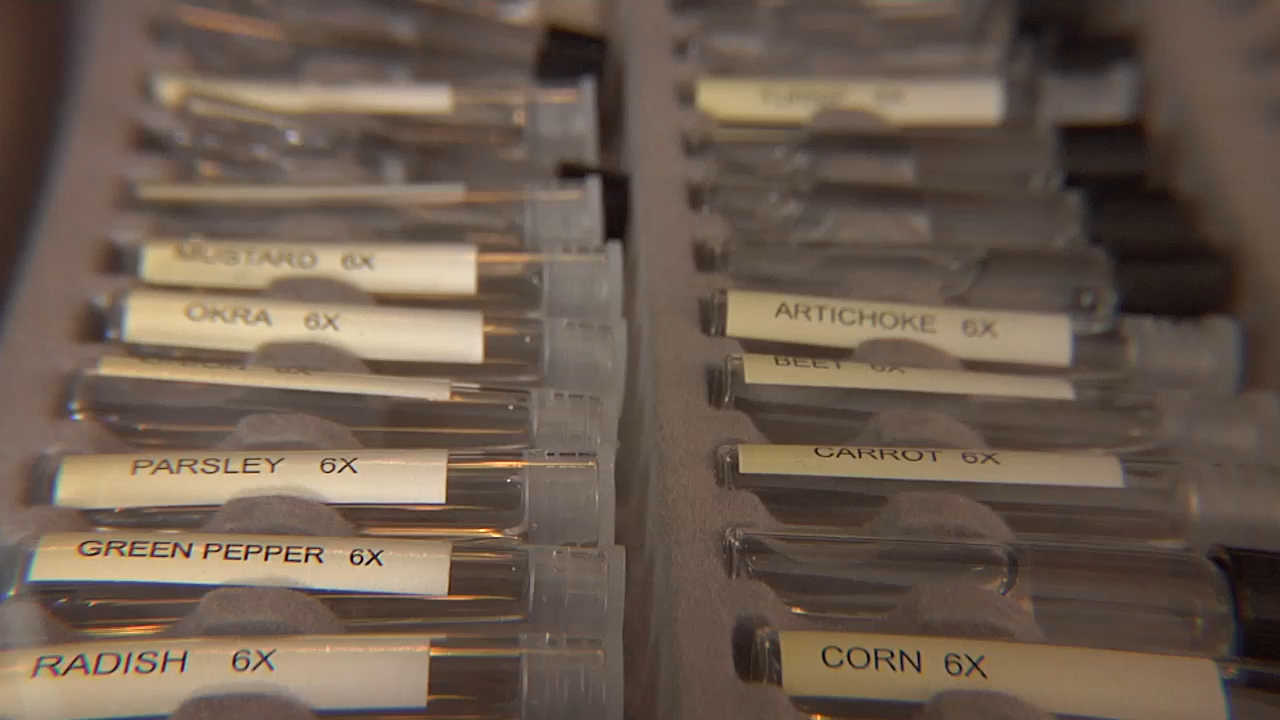 MUSTARD 6X
OKRA 6X
6X
PARSLEY 6X
GREEN PEPPER 6X
RADISH 6X
ARTICHOKE 6X
BEET 6X
CARROT 6X
CORN 6X